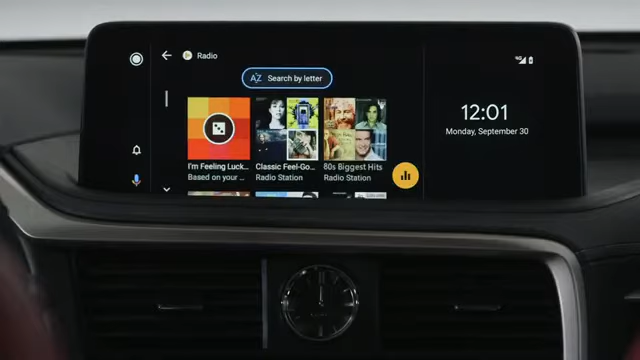 Radio
AZ Search by letter
I'm Feeling Luck...
Based on your ...
Classic Feel-Go...
Radio Station
80s Biggest Hits
Radio Station
12:01
Monday, September 30